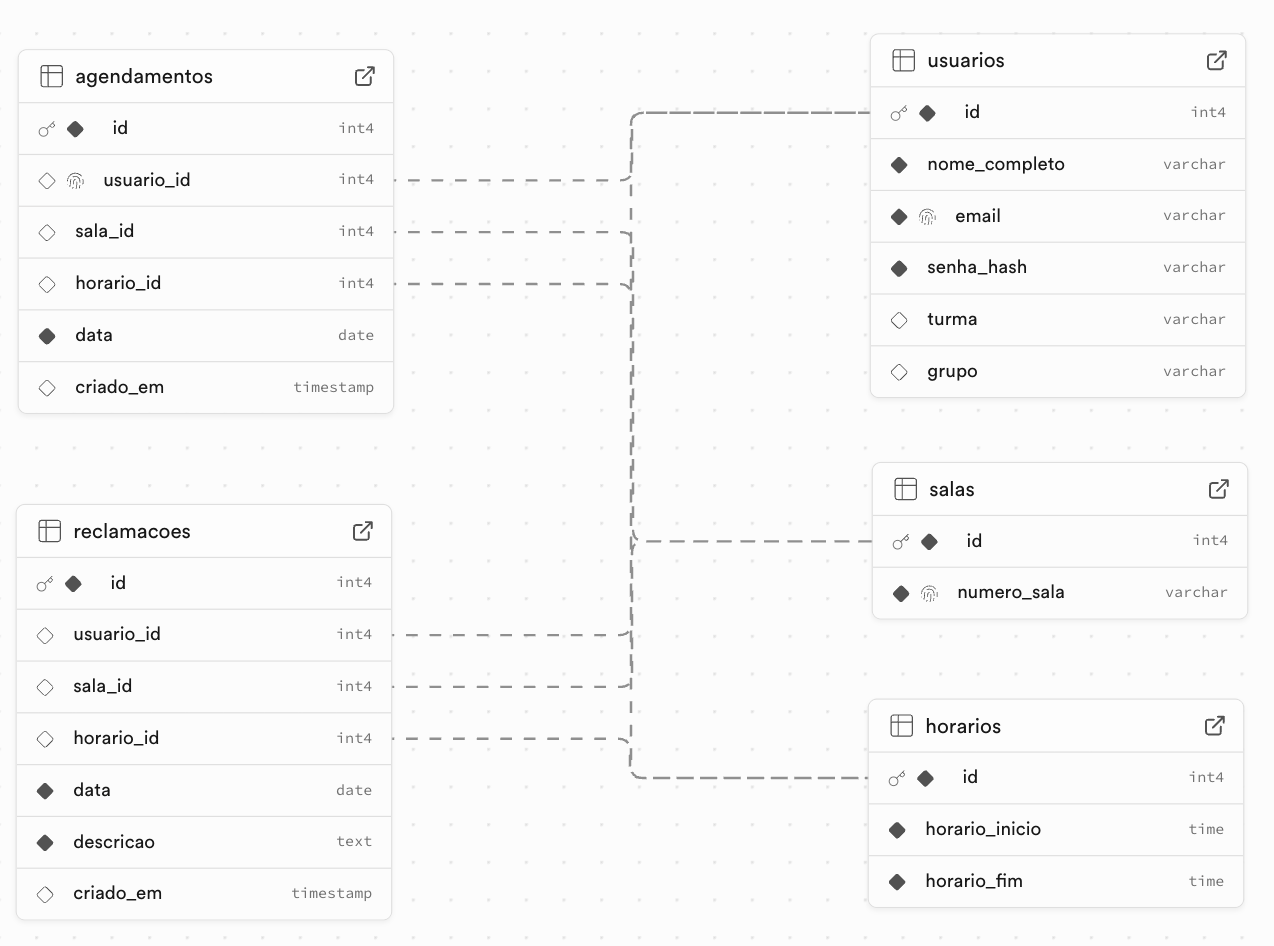 agendamentos
id int4
usuario_id int4
sala_id int4
horario_id int4
data date
criado_em timestamp
reclamacoes
id int4
usuario_id int4
sala_id int4
horario_id int4
data date
descricao text
criado_em timestamp
usuarios
id int4
nome_completo varchar
email varchar
senha_hash varchar
turma varchar
grupo varchar
salas
id int4
numero_sala varchar
horarios
id int4
horario_inicio time
horario_fim time